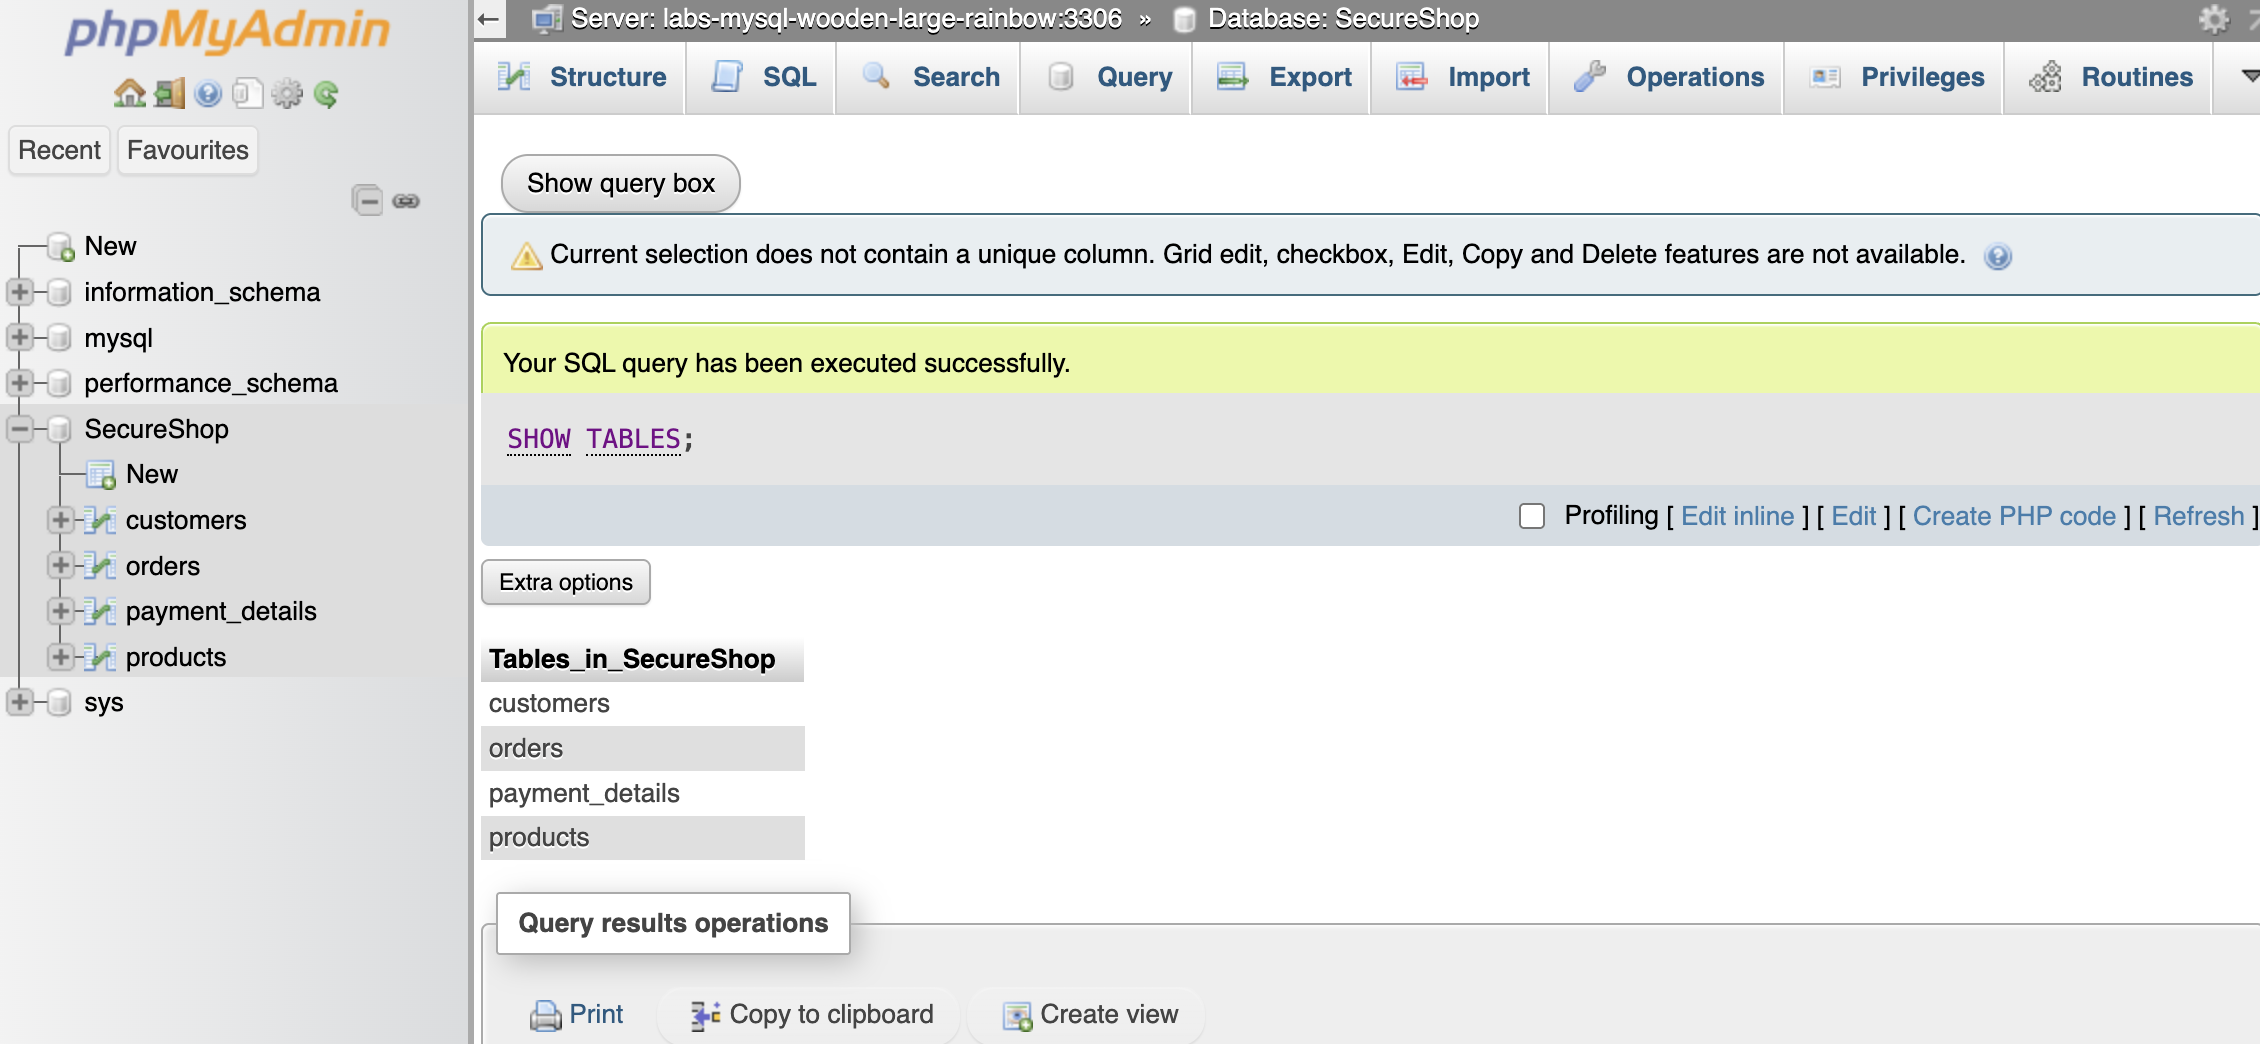 phpMyAdmin
Recent Favourites
New
information_schema
mysql
performance_schema
SecureShop
New
customers
orders
payment_details
products
sys
Server: labs-mysql-wooden-large-rainbow:3306 » Database: SecureShop
Structure SQL Search Query Export Import Operations Privileges Routines
Show query box
Current selection does not contain a unique column. Grid edit, checkbox, Edit, Copy and Delete features are not available.
Your SQL query has been executed successfully.
SHOW TABLES;
Profiling [ Edit inline ] [ Edit ] [ Create PHP code ] [ Refresh ]
Extra options
Tables_in_SecureShop
customers
orders
payment_details
products
Query results operations
Print Copy to clipboard Create view